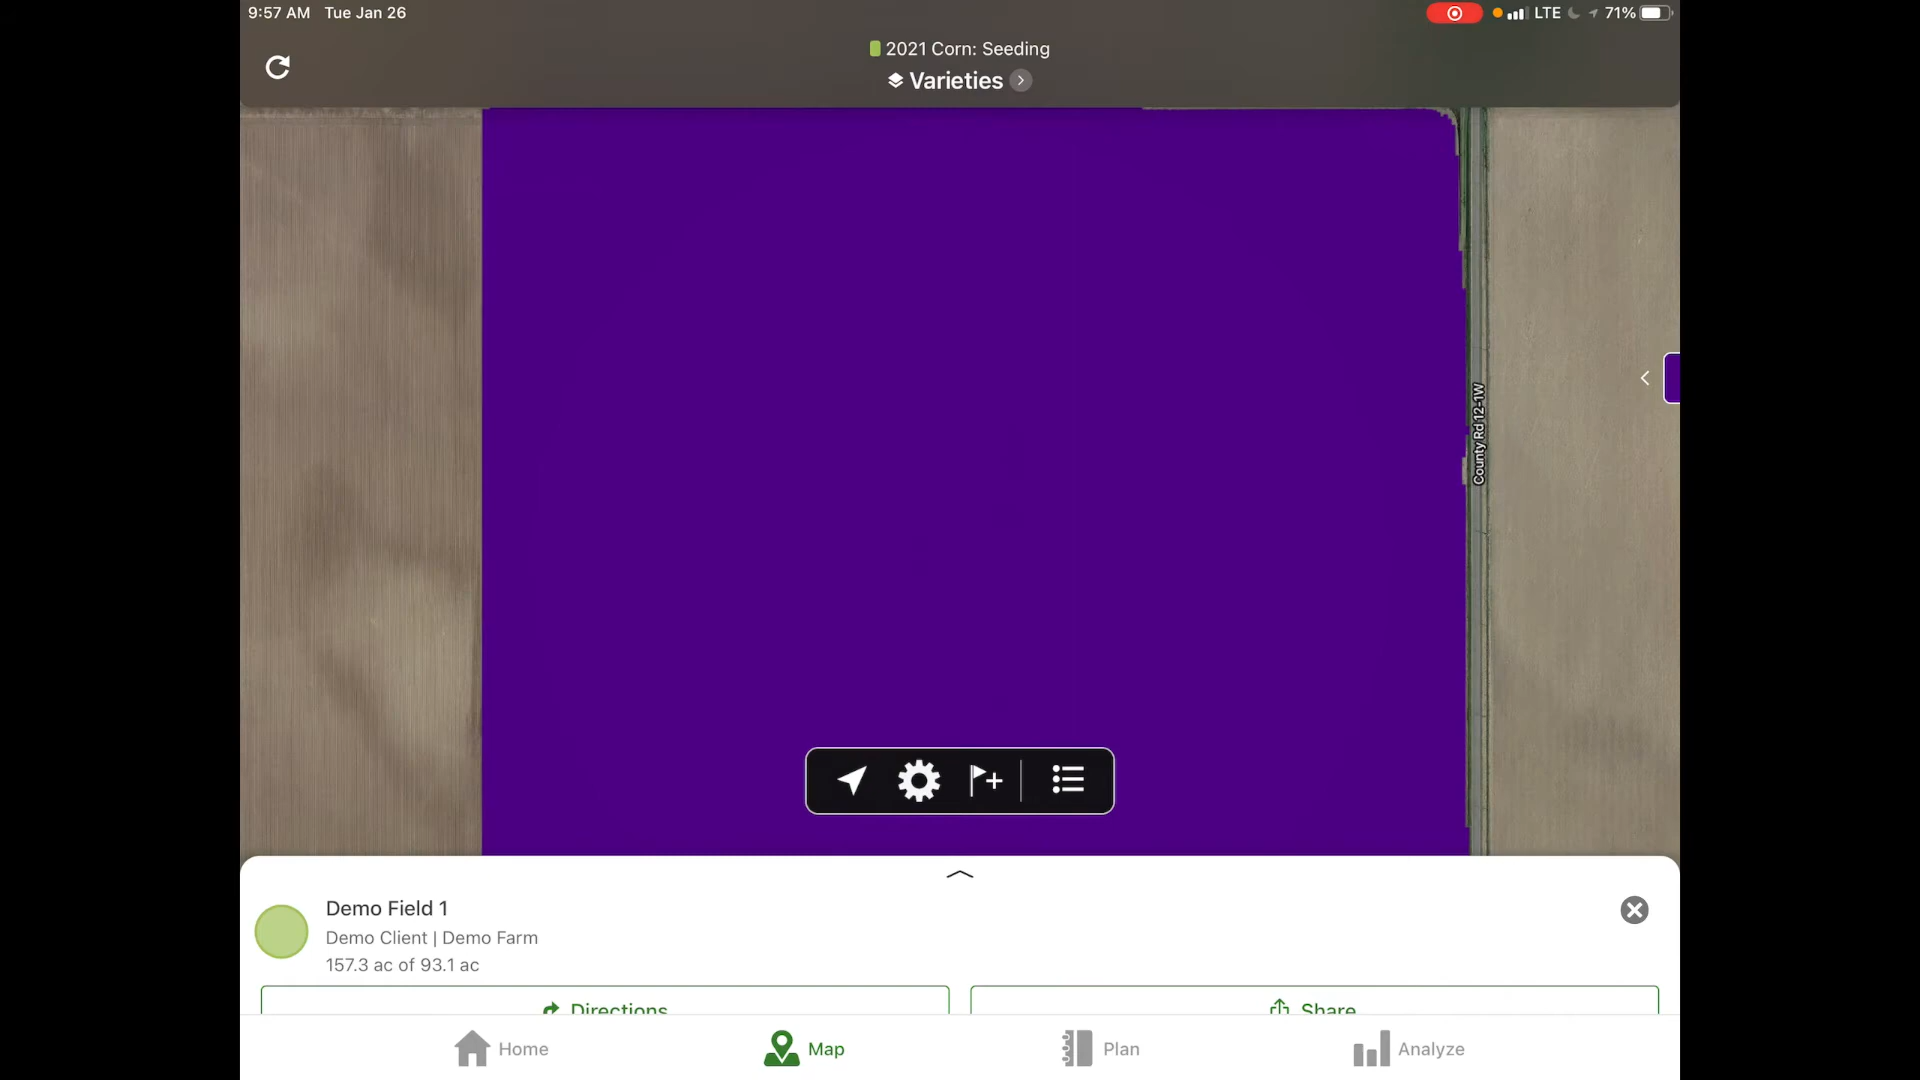 9:57 AM Tue Jan 26
LTE 71%
2021 Corn: Seeding
Varieties
County Rd 12-1W
Demo Field 1
Demo Client | Demo Farm
157.3 ac of 93.1 ac
Directions
Share
Home
Map
Plan
Analyze